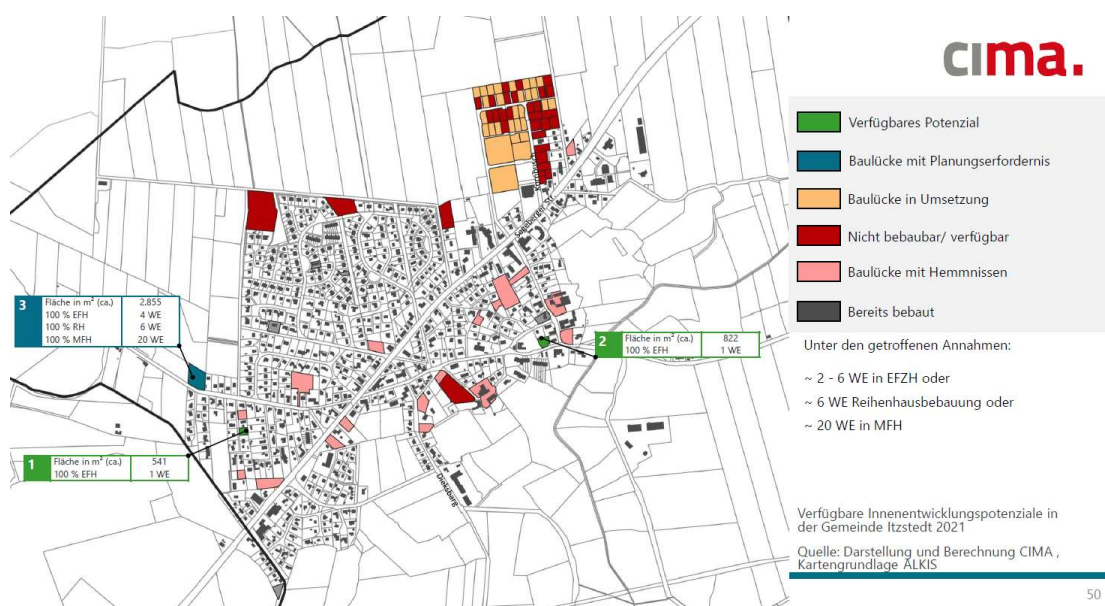 cima.
Verfügbares Potenzial
Baulücke mit Planungserfordernis
Baulücke in Umsetzung
Nicht bebaubar/ verfügbar
Baulücke mit Hemmnissen
Bereits bebaut
Unter den getroffenen Annahmen:
~ 2 - 6 WE in EFZH oder
~ 6 WE Reihenhausbebauung oder
~ 20 WE in MFH
3
Fläche in m² (ca.) 2.855
100 % EFH 4 WE
100 % RH 6 WE
100 % MFH 20 WE
2
Fläche in m² (ca.) 822
100 % EFH 1 WE
1
Fläche in m² (ca.) 541
100 % EFH 1 WE
Verfügbare Innenentwicklungspotenziale in
der Gemeinde Itzstedt 2021
Quelle: Darstellung und Berechnung CIMA ,
Kartengrundlage ALKIS
50